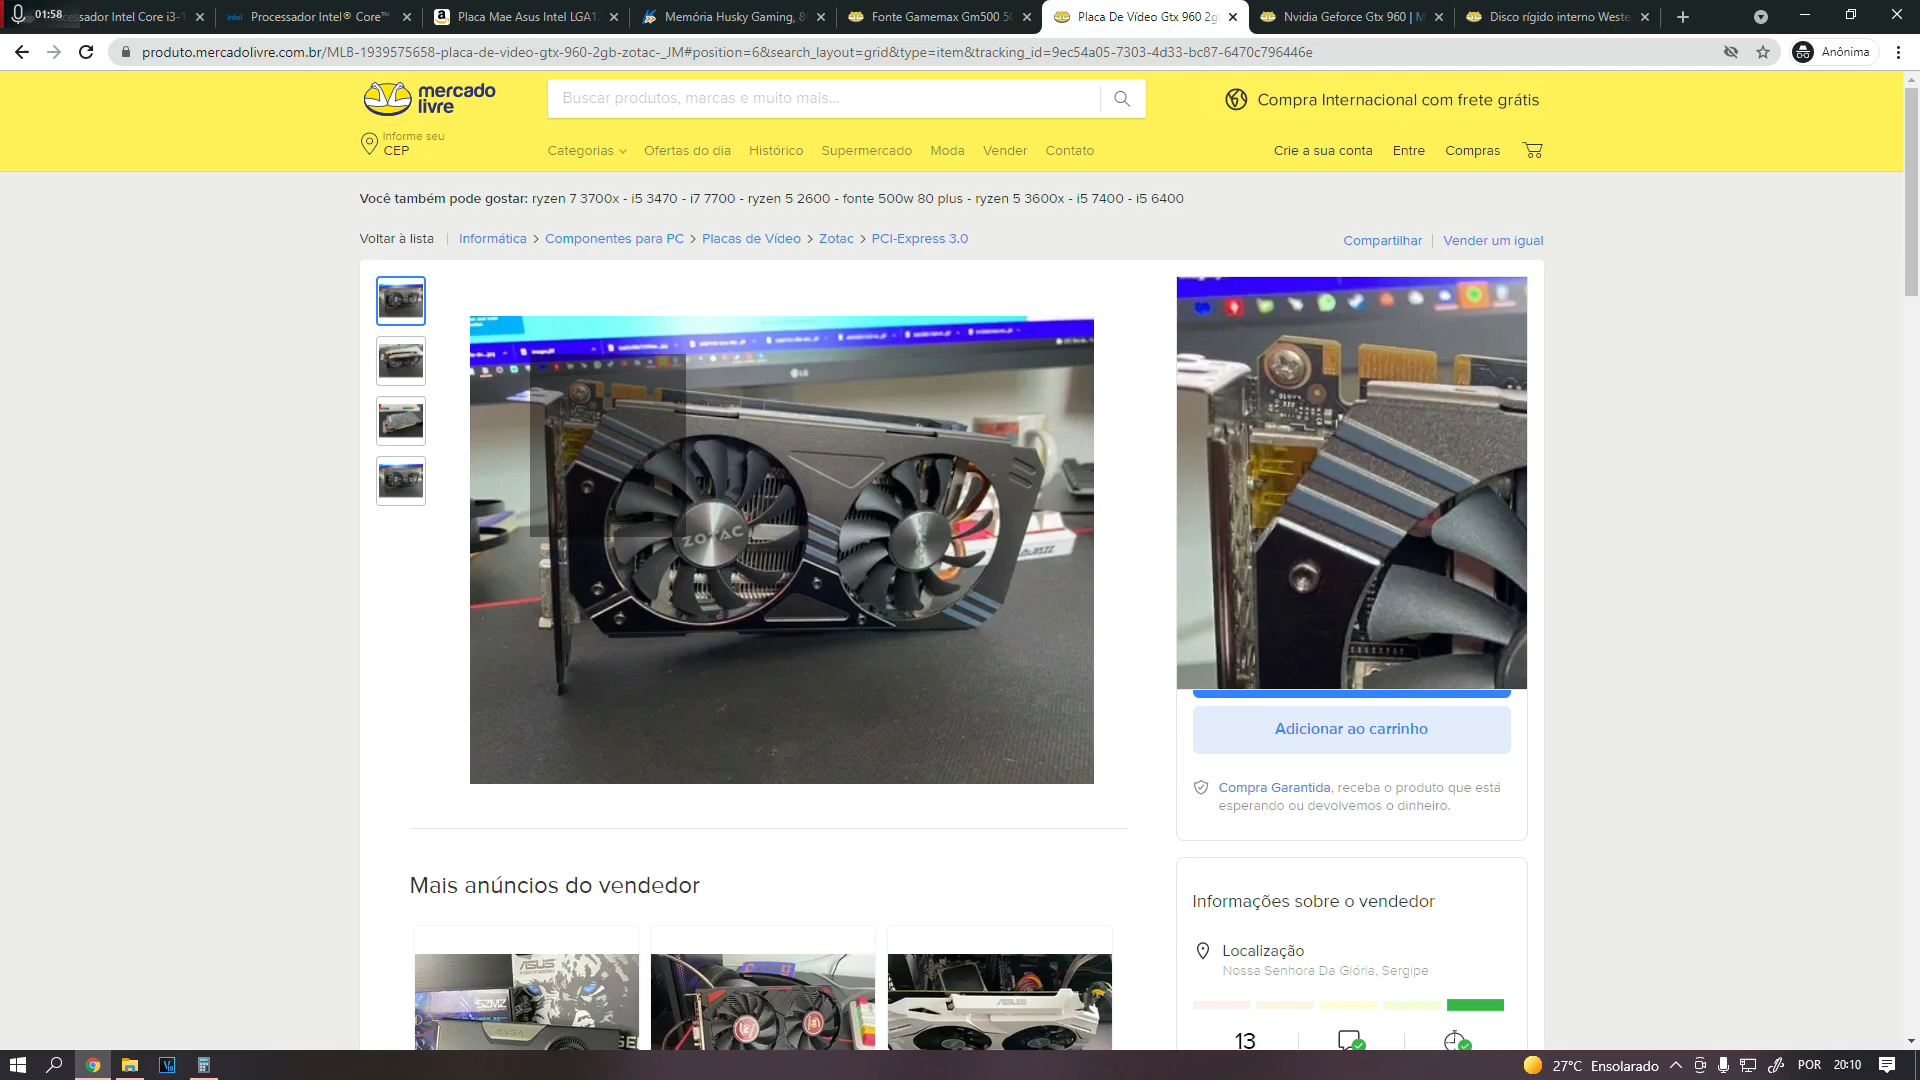 01:58
sador Intel Core i3-1
Processador Intel® Core™
Placa Mae Asus Intel LGA1
Memória Husky Gaming, 8
Fonte Gamemax Gm500 50
Placa De Vídeo Gtx 960 2g
Nvidia Geforce Gtx 960 | M
Disco rígido interno Weste
produto.mercadolivre.com.br/MLB-1939575658-placa-de-video-gtx-960-2gb-zotac-_JM#position=6&search_layout=grid&type=item&tracking_id=9ec54a05-7303-4d33-bc87-6470c796446e
Anônima
mercado
livre
Buscar produtos, marcas e muito mais...
Compra Internacional com frete grátis
Informe seu
CEP
Categorias
Ofertas do dia
Histórico
Supermercado
Moda
Vender
Contato
Crie a sua conta
Entre
Compras
Você também pode gostar: ryzen 7 3700x - i5 3470 - i7 7700 - ryzen 5 2600 - fonte 500w 80 plus - ryzen 5 3600x - i5 7400 - i5 6400
Voltar à lista
Informática > Componentes para PC > Placas de Vídeo > Zotac > PCI-Express 3.0
Compartilhar
Vender um igual
LG
ZOTAC
Adicionar ao carrinho
Compra Garantida, receba o produto que está
esperando ou devolvemos o dinheiro.
Mais anúncios do vendedor
Informações sobre o vendedor
Localização
Nossa Senhora Da Glória, Sergipe
ASUS
EVGA
ASUS
13
27°C Ensolarado
POR
20:10